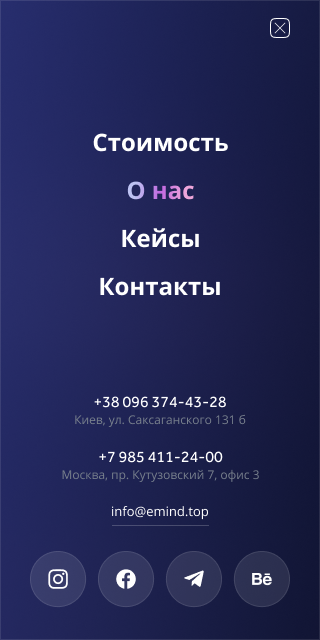 Стоимость
О нас
Кейсы
Контакты
+38 096 374-43-28
Киев, ул. Саксаганского 131 б
+7 985 411-24-00
Москва, пр. Кутузовский 7, офис 3
info@emind.top
Bē